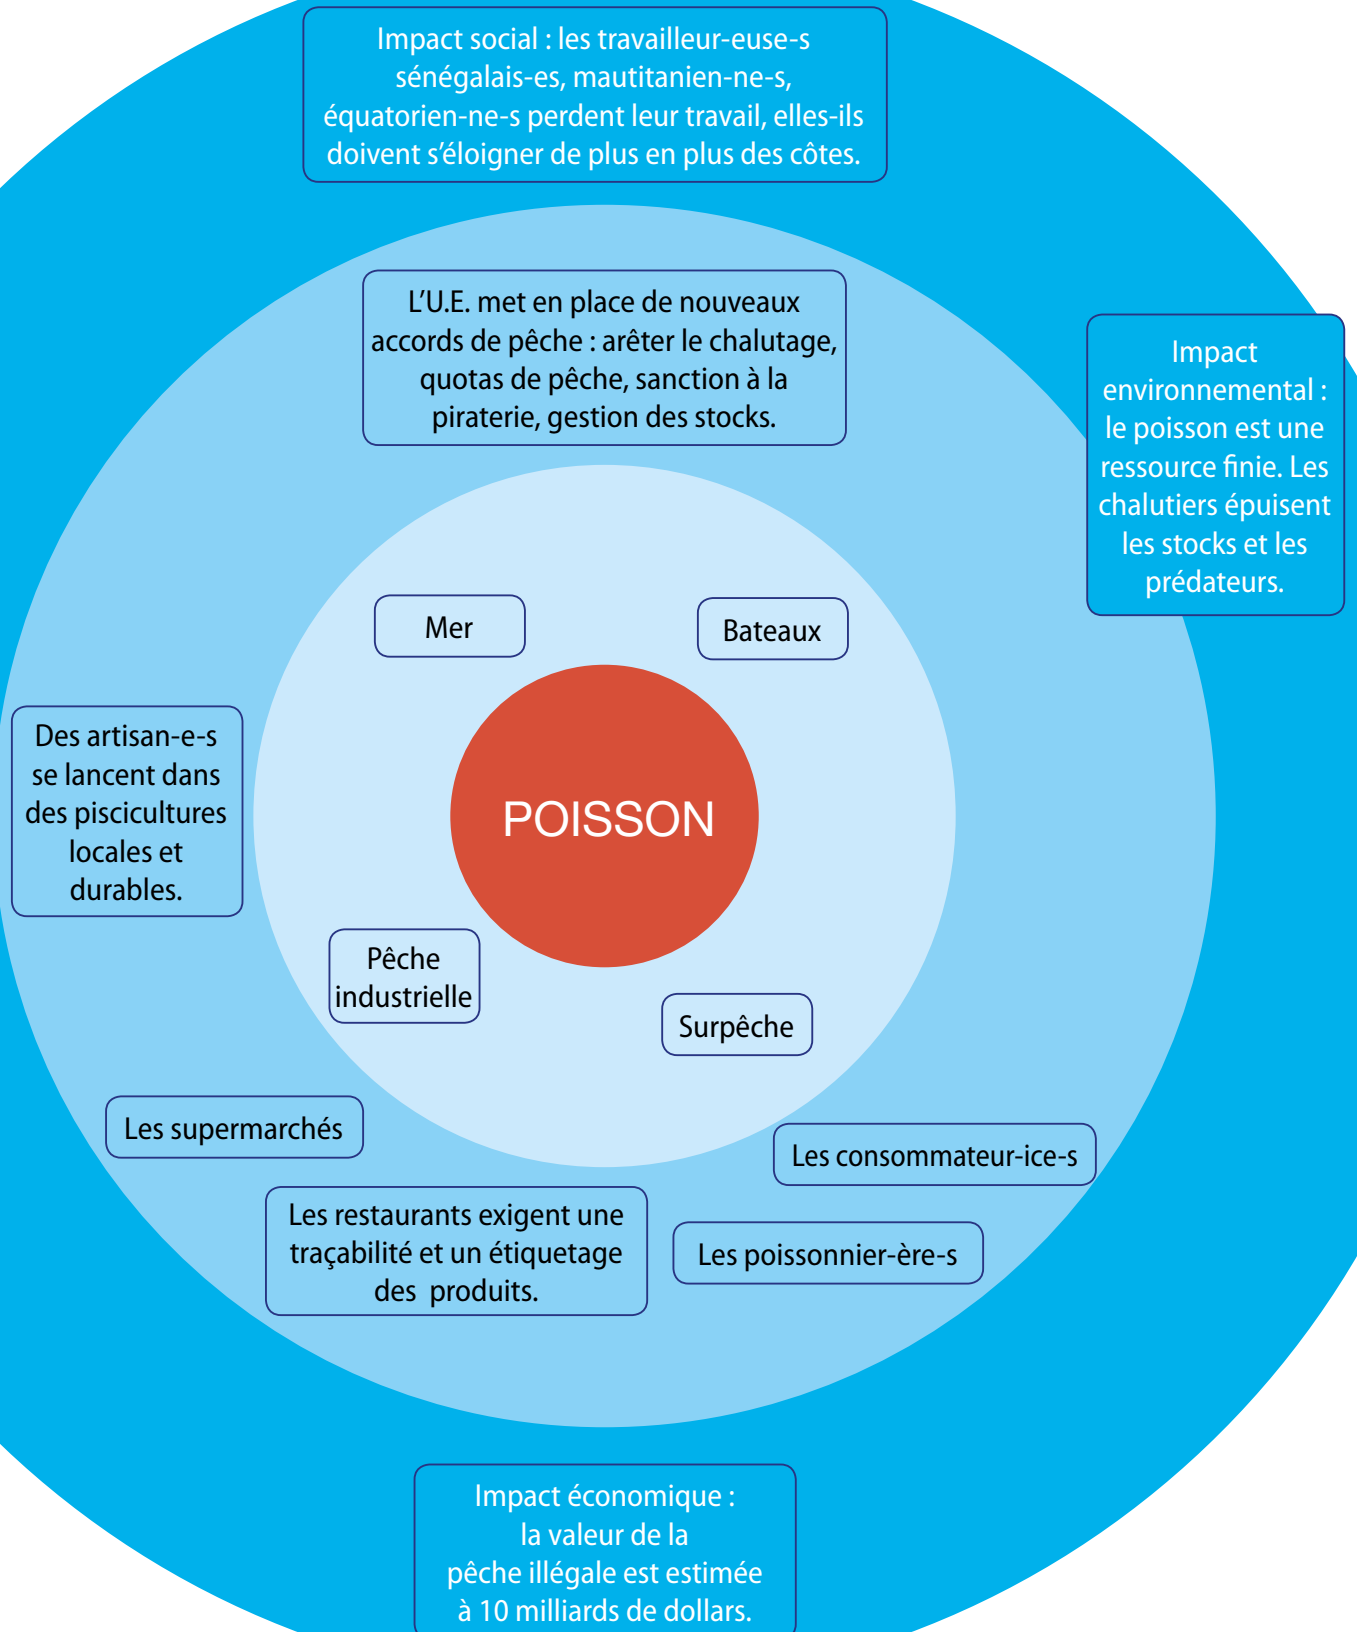 Impact social : les travailleur-euse-s
sénégalais-es, mautitanien-ne-s,
équatorien-ne-s perdent leur travail, elles-ils
doivent s’éloigner de plus en plus des côtes.
L’U.E. met en place de nouveaux
accords de pêche : arêter le chalutage,
quotas de pêche, sanction à la
piraterie, gestion des stocks.
Impact
environnemental :
le poisson est une
ressource finie. Les
chalutiers épuisent
les stocks et les
prédateurs.
Mer
Bateaux
Des artisan-e-s
se lancent dans
des piscicultures
locales et
durables.
POISSON
Pêche
industrielle
Surpêche
Les supermarchés
Les consommateur-ice-s
Les restaurants exigent une
traçabilité et un étiquetage
des produits.
Les poissonnier-ère-s
Impact économique :
la valeur de la
pêche illégale est estimée
à 10 milliards de dollars.